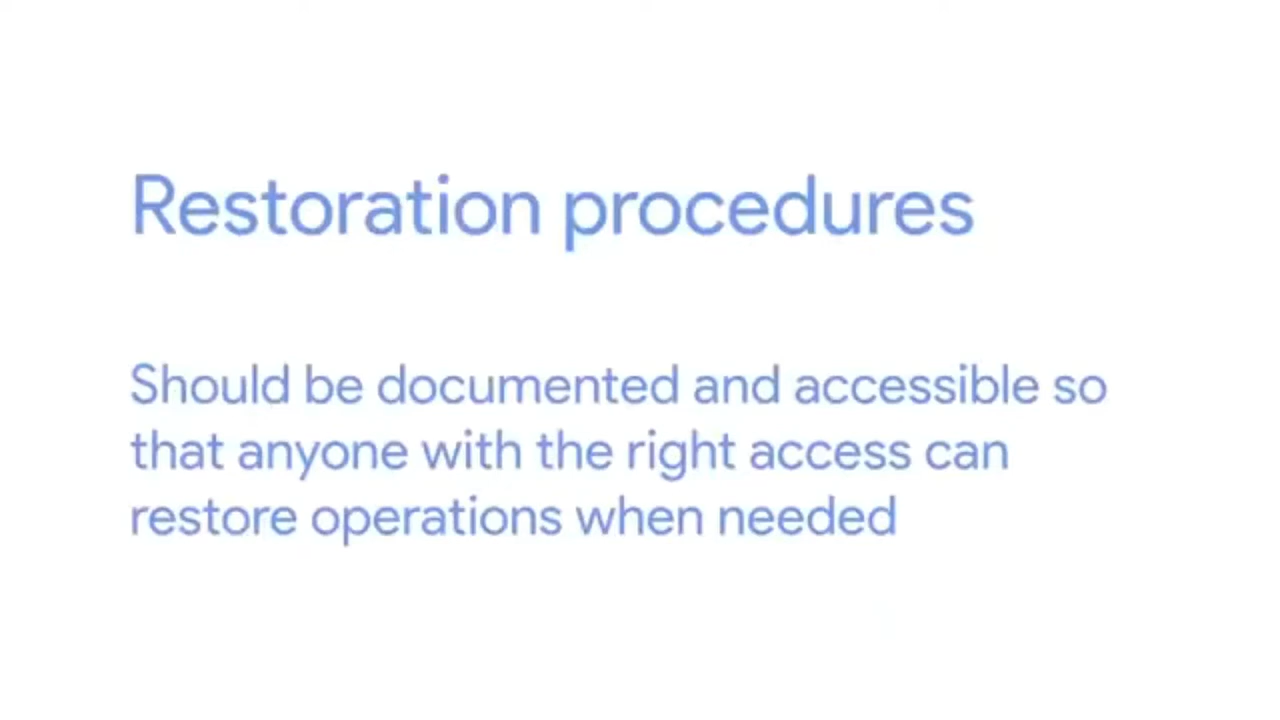 Restoration procedures
Should be documented and accessible so
that anyone with the right access can
restore operations when needed